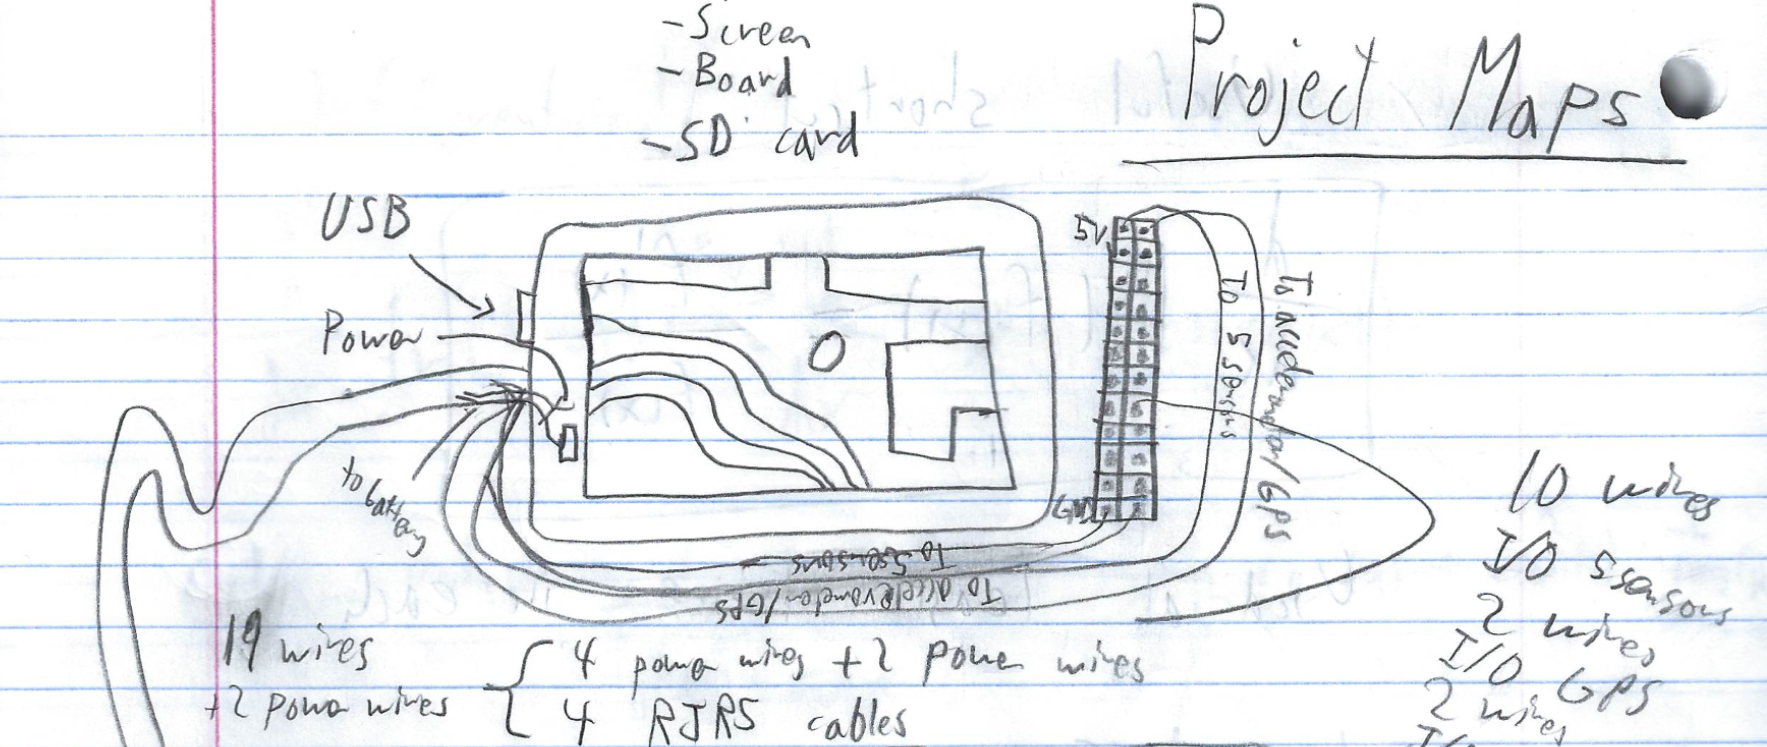 - Screen
- Board
- SD card
Project Maps
USB
Power
5V
To 5 sensors
To accelerometer/GPS
to battery
GND
To 5 sensors
To accelerometer/GPS
19 wires
+2 power wires
4 power wires + 2 power wires
4 RJRS cables
10 wires
I/O 5 sensors
2 wires
I/O GPS
2 wires